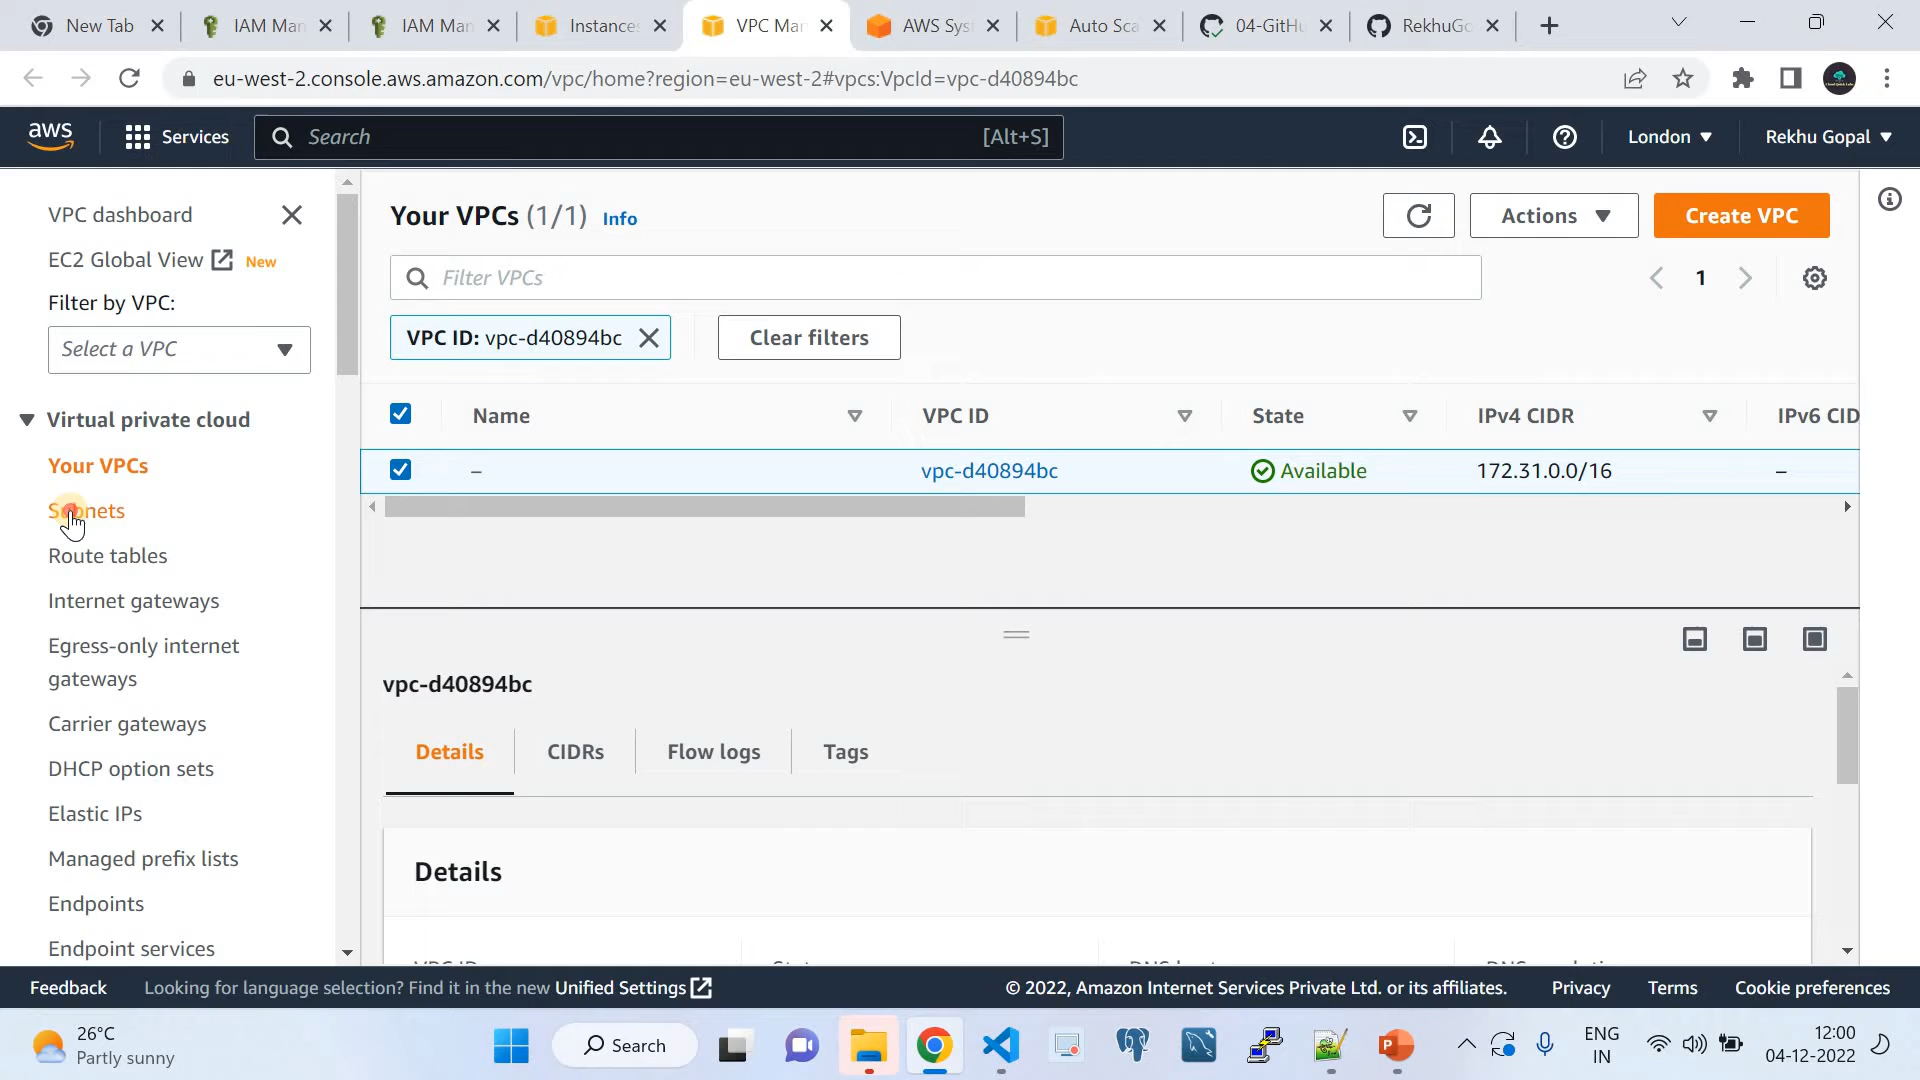 New Tab
IAM Man
IAM Man
Instances
VPC Man
AWS Sys
Auto Sca
04-GitHu
RekhuGo
eu-west-2.console.aws.amazon.com/vpc/home?region=eu-west-2#vpcs:VpcId=vpc-d40894bc
aws
Services
Search
[Alt+S]
London
Rekhu Gopal
VPC dashboard
EC2 Global View
New
Filter by VPC:
Select a VPC
Virtual private cloud
Your VPCs
Subnets
Route tables
Internet gateways
Egress-only internet
gateways
Carrier gateways
DHCP option sets
Elastic IPs
Managed prefix lists
Endpoints
Endpoint services
Your VPCs (1/1) Info
Actions
Create VPC
Filter VPCs
1
VPC ID: vpc-d40894bc
Clear filters
Name
VPC ID
State
IPv4 CIDR
IPv6 CID
–
vpc-d40894bc
Available
172.31.0.0/16
–
vpc-d40894bc
Details
CIDRs
Flow logs
Tags
Details
Feedback
Looking for language selection? Find it in the new Unified Settings
© 2022, Amazon Internet Services Private Ltd. or its affiliates.
Privacy
Terms
Cookie preferences
26°C
Partly sunny
Search
ENG
IN
12:00
04-12-2022